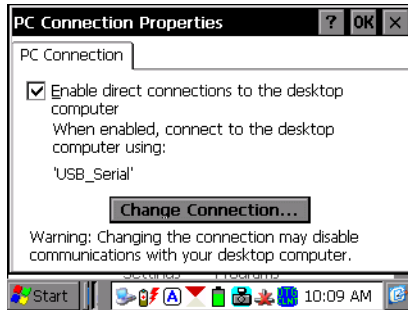 PC Connection Properties ? OK ×
PC Connection
Enable direct connections to the desktop
computer
When enabled, connect to the desktop
computer using:
'USB_Serial'
Change Connection...
Warning: Changing the connection may disable
communications with your desktop computer.
Start A 10:09 AM